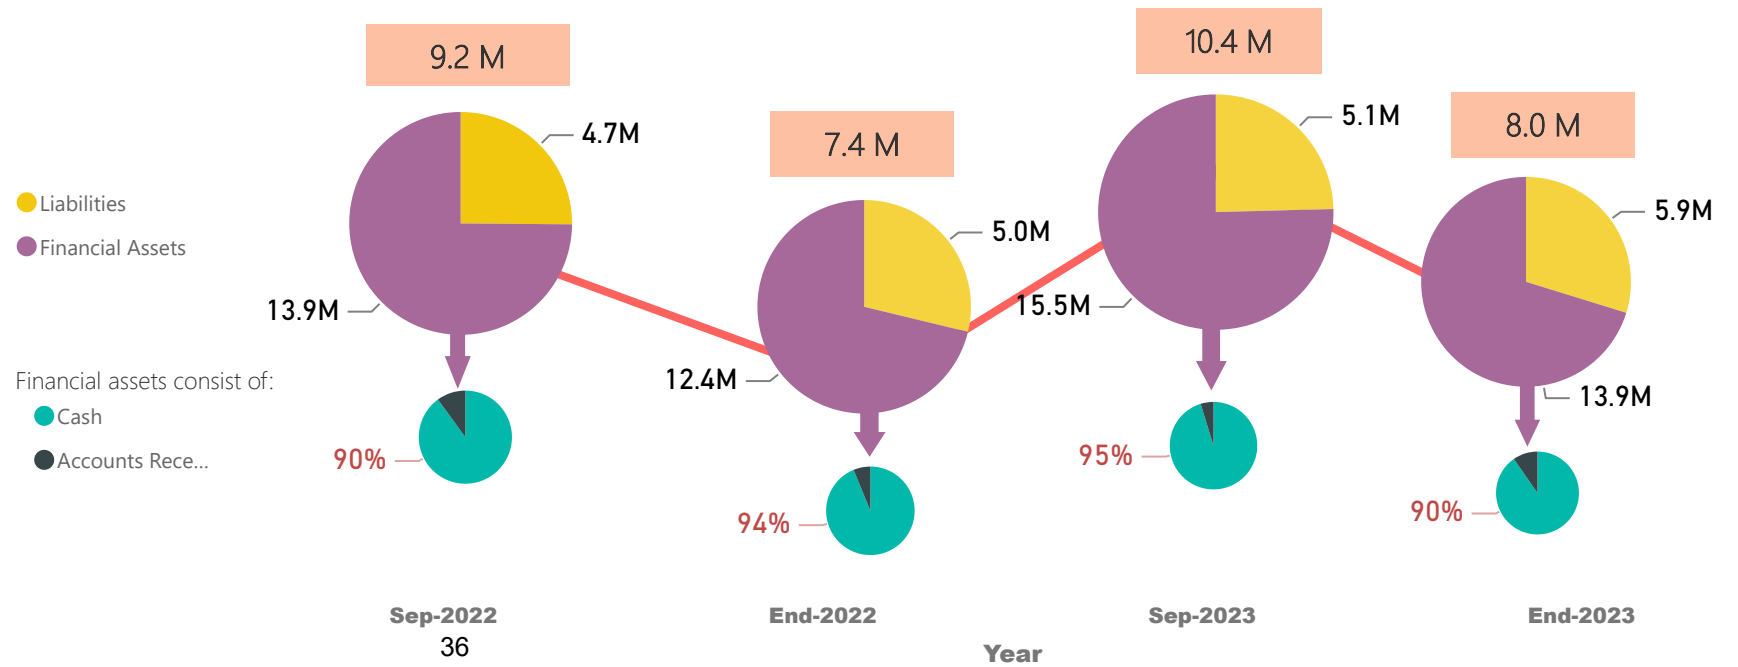 9.2 M
10.4 M
7.4 M
8.0 M
4.7M
5.1M
5.0M
5.9M
Liabilities
Financial Assets
13.9M
15.5M
12.4M
13.9M
Financial assets consist of:
Cash
Accounts Rece...
90%
95%
94%
90%
Sep-2022
End-2022
Sep-2023
End-2023
36
Year